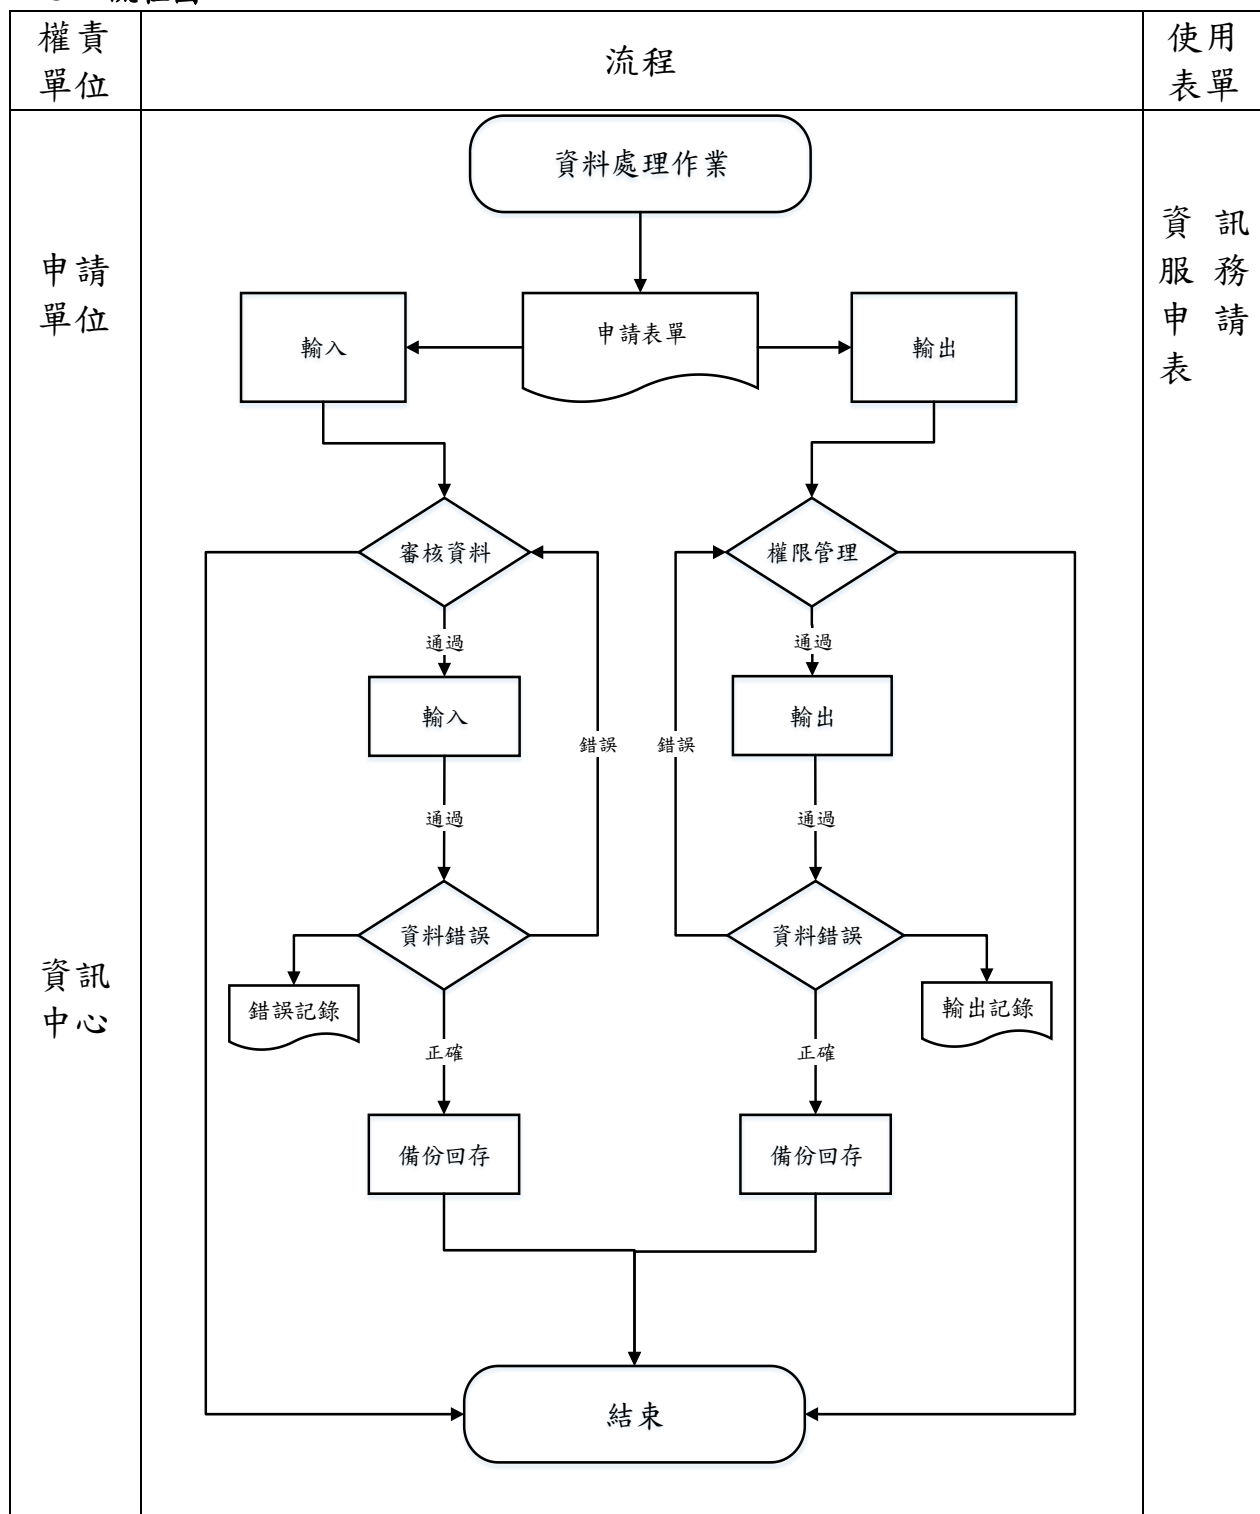 權責
單位
流程
使用
表單
資料處理作業
申請
單位
資訊
服務
申請
表
輸入
申請表單
輸出
審核資料
權限管理
通過
通過
輸入
輸出
錯誤
錯誤
通過
通過
資料錯誤
資料錯誤
資訊
中心
錯誤記錄
輸出記錄
正確
正確
備份回存
備份回存
結束